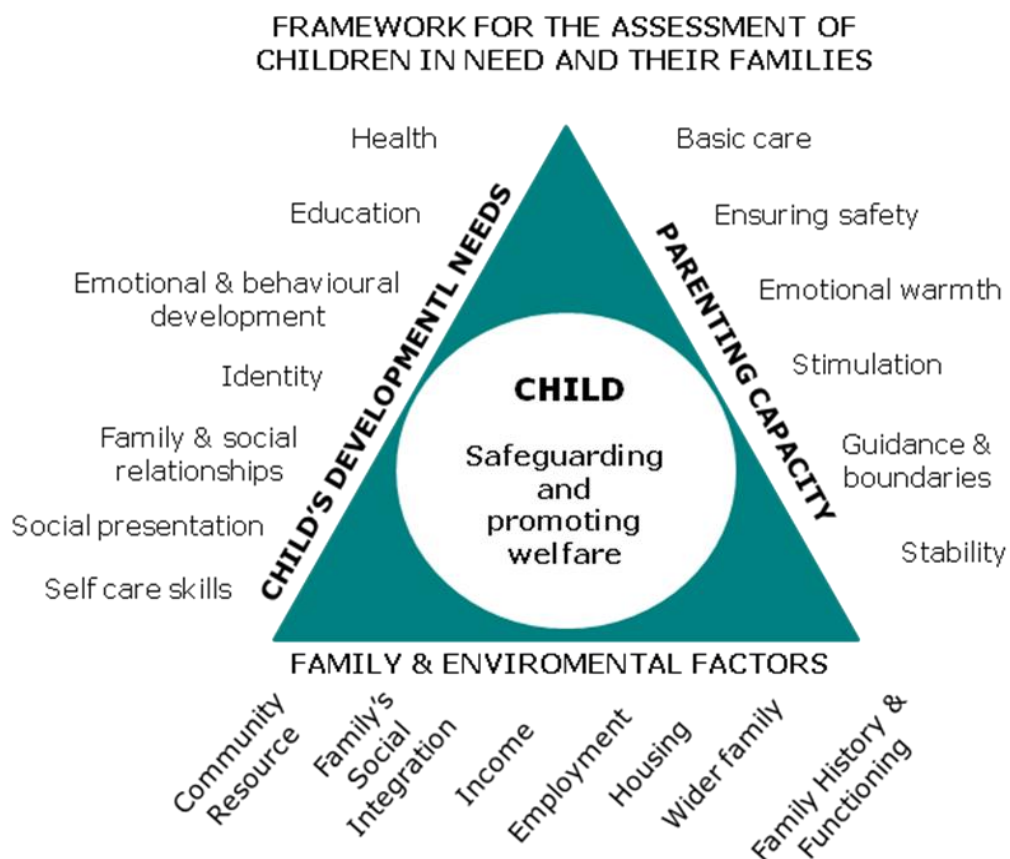 FRAMEWORK FOR THE ASSESSMENT OF
CHILDREN IN NEED AND THEIR FAMILIES
Health
Education
Emotional & behavioural
development
Identity
Family & social
relationships
Social presentation
Self care skills
CHILD'S DEVELOPMENTL NEEDS
CHILD
Safeguarding
and
promoting
welfare
PARENTING CAPACITY
Basic care
Ensuring safety
Emotional warmth
Stimulation
Guidance &
boundaries
Stability
FAMILY & ENVIROMENTAL FACTORS
Community
Resource
Family's
Social
Integration
Income
Employment
Housing
Wider family
Family History &
Functioning